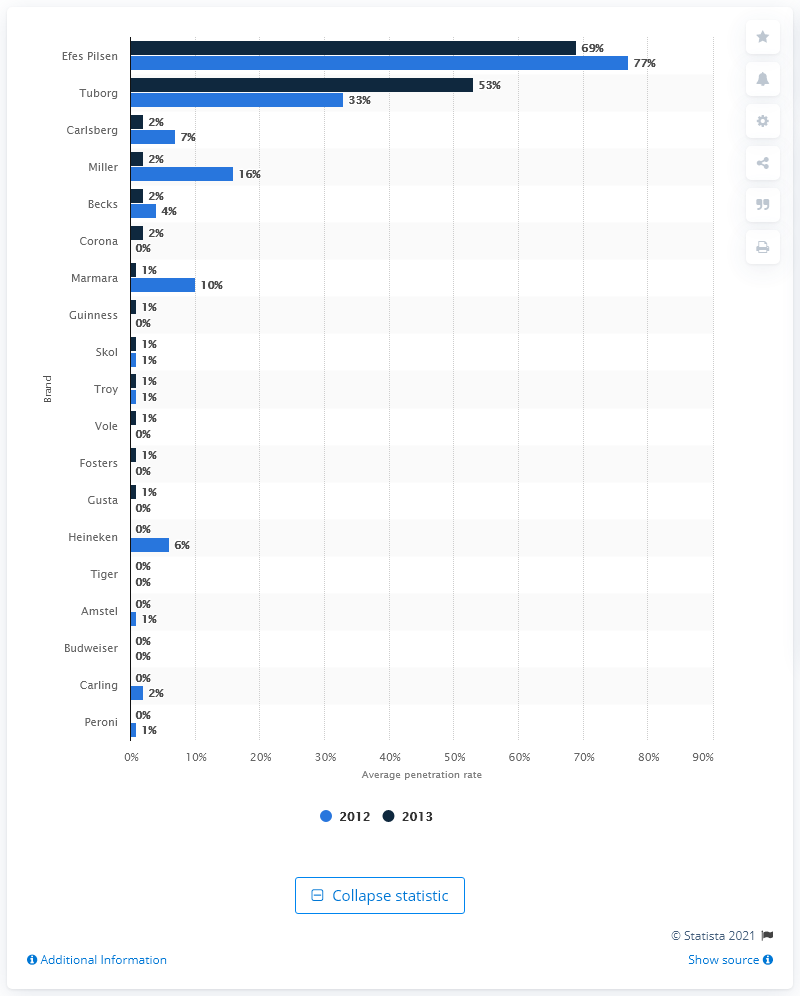 Efes Pilsen 69% 77%
Tuborg 53% 33%
Carlsberg 2% 7%
Miller 2% 16%
Becks 2% 4%
Corona 2% 0%
Marmara 1% 10%
Guinness 1% 0%
Skol 1% 1%
Troy 1% 1%
Vole 1% 0%
Fosters 1% 0%
Gusta 1% 0%
Heineken 0% 6%
Tiger 0% 0%
Amstel 0% 1%
Budweiser 0% 0%
Carling 0% 2%
Peroni 0% 1%
Brand
0% 10% 20% 30% 40% 50% 60% 70% 80% 90%
Average penetration rate
2012 2013
Collapse statistic
© Statista 2021
Additional Information Show source